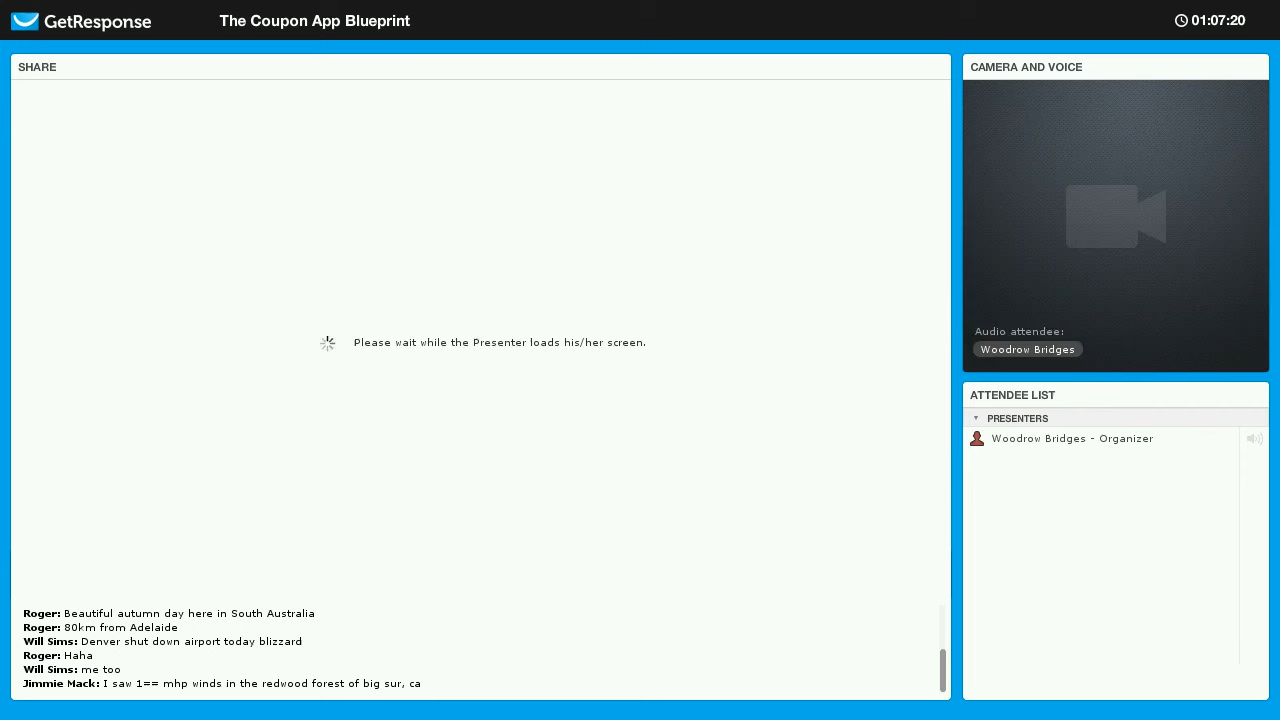 GetResponse The Coupon App Blueprint 01:07:20
SHARE
CAMERA AND VOICE
Please wait while the Presenter loads his/her screen.
Audio attendee:
Woodrow Bridges
ATTENDEE LIST
PRESENTERS
Woodrow Bridges - Organizer
Roger: Beautiful autumn day here in South Australia
Roger: 80km from Adelaide
Will Sims: Denver shut down airport today blizzard
Roger: Haha
Will Sims: me too
Jimmie Mack: I saw 1== mhp winds in the redwood forest of big sur, ca